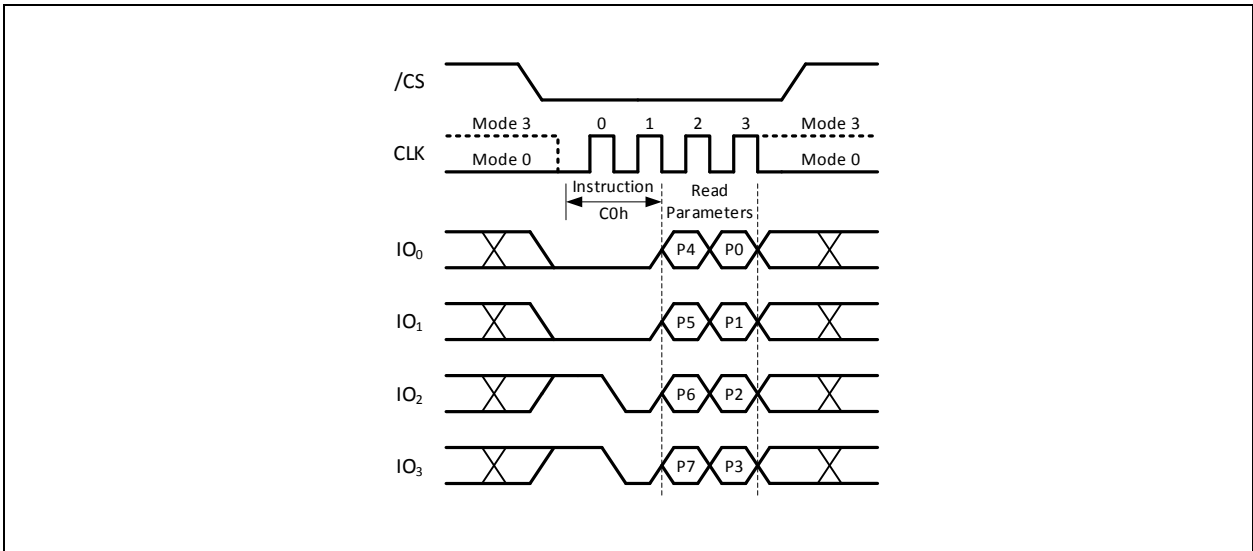 /CS
Mode 3 0 1 2 3 Mode 3
CLK
Mode 0 Mode 0
Instruction Read
C0h Parameters
IO₀ P4 P0
IO₁ P5 P1
IO₂ P6 P2
IO₃ P7 P3